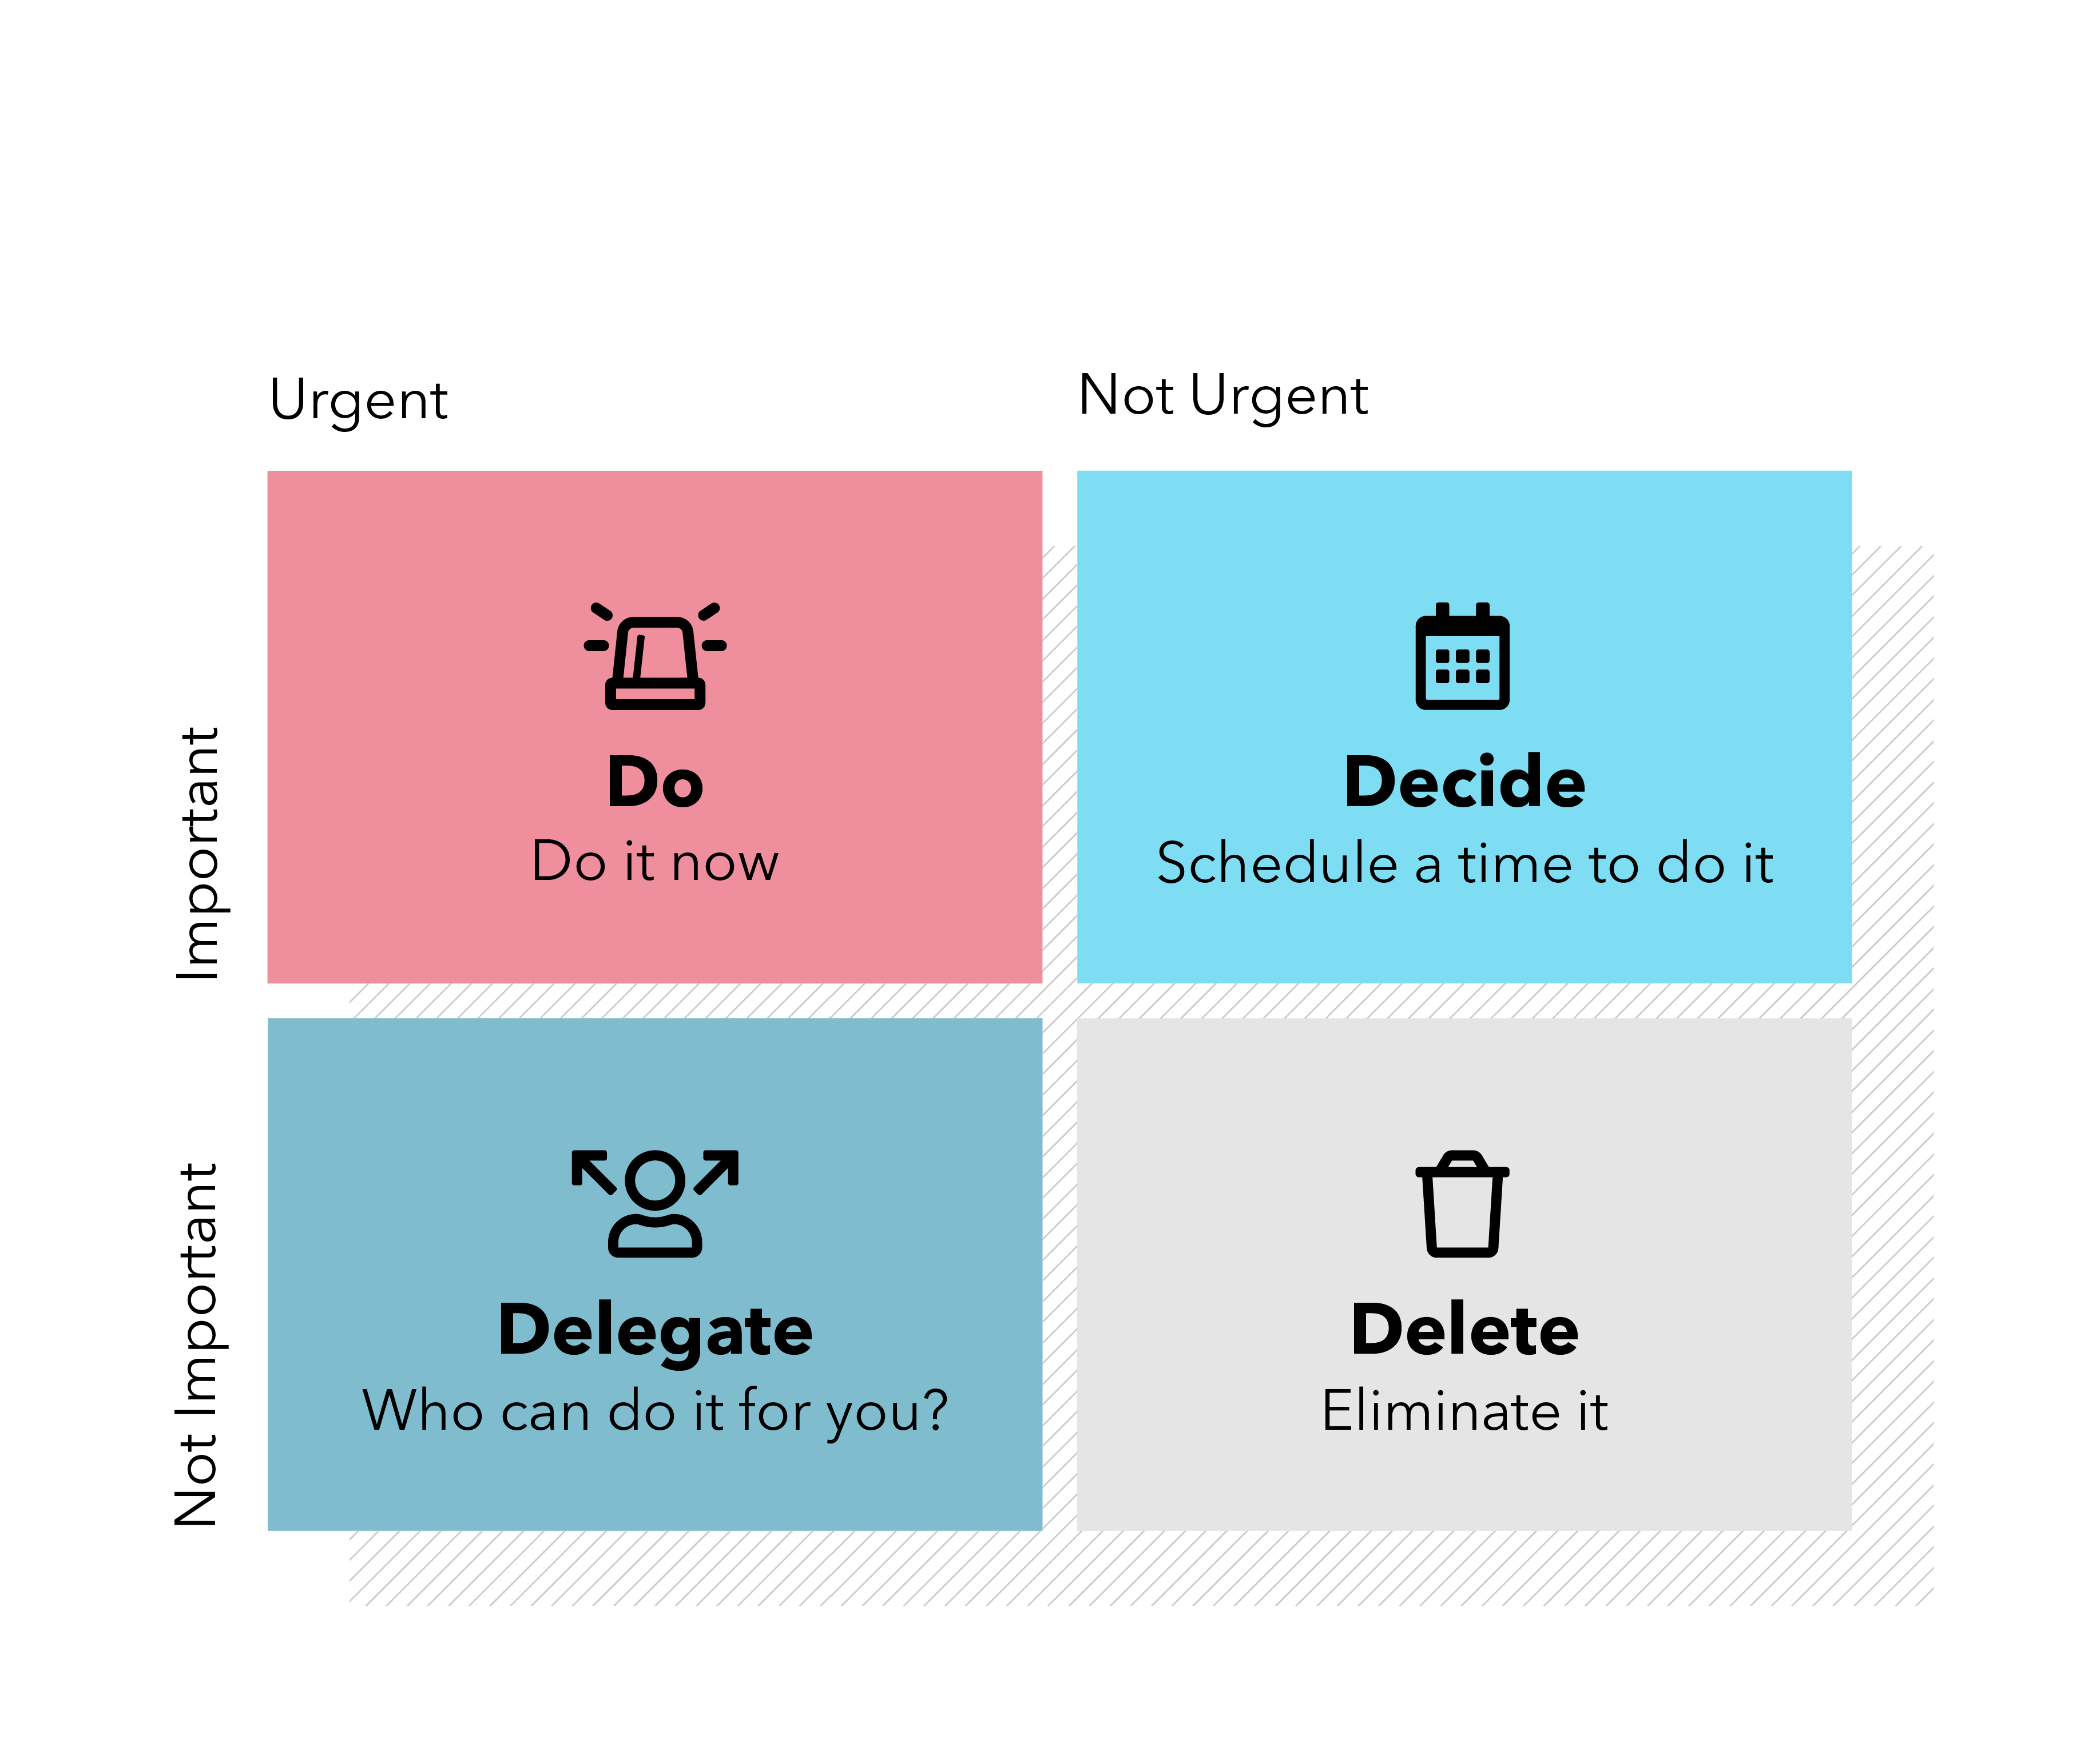 Urgent
Not Urgent
Important
Do
Do it now
Decide
Schedule a time to do it
Not Important
Delegate
Who can do it for you?
Delete
Eliminate it